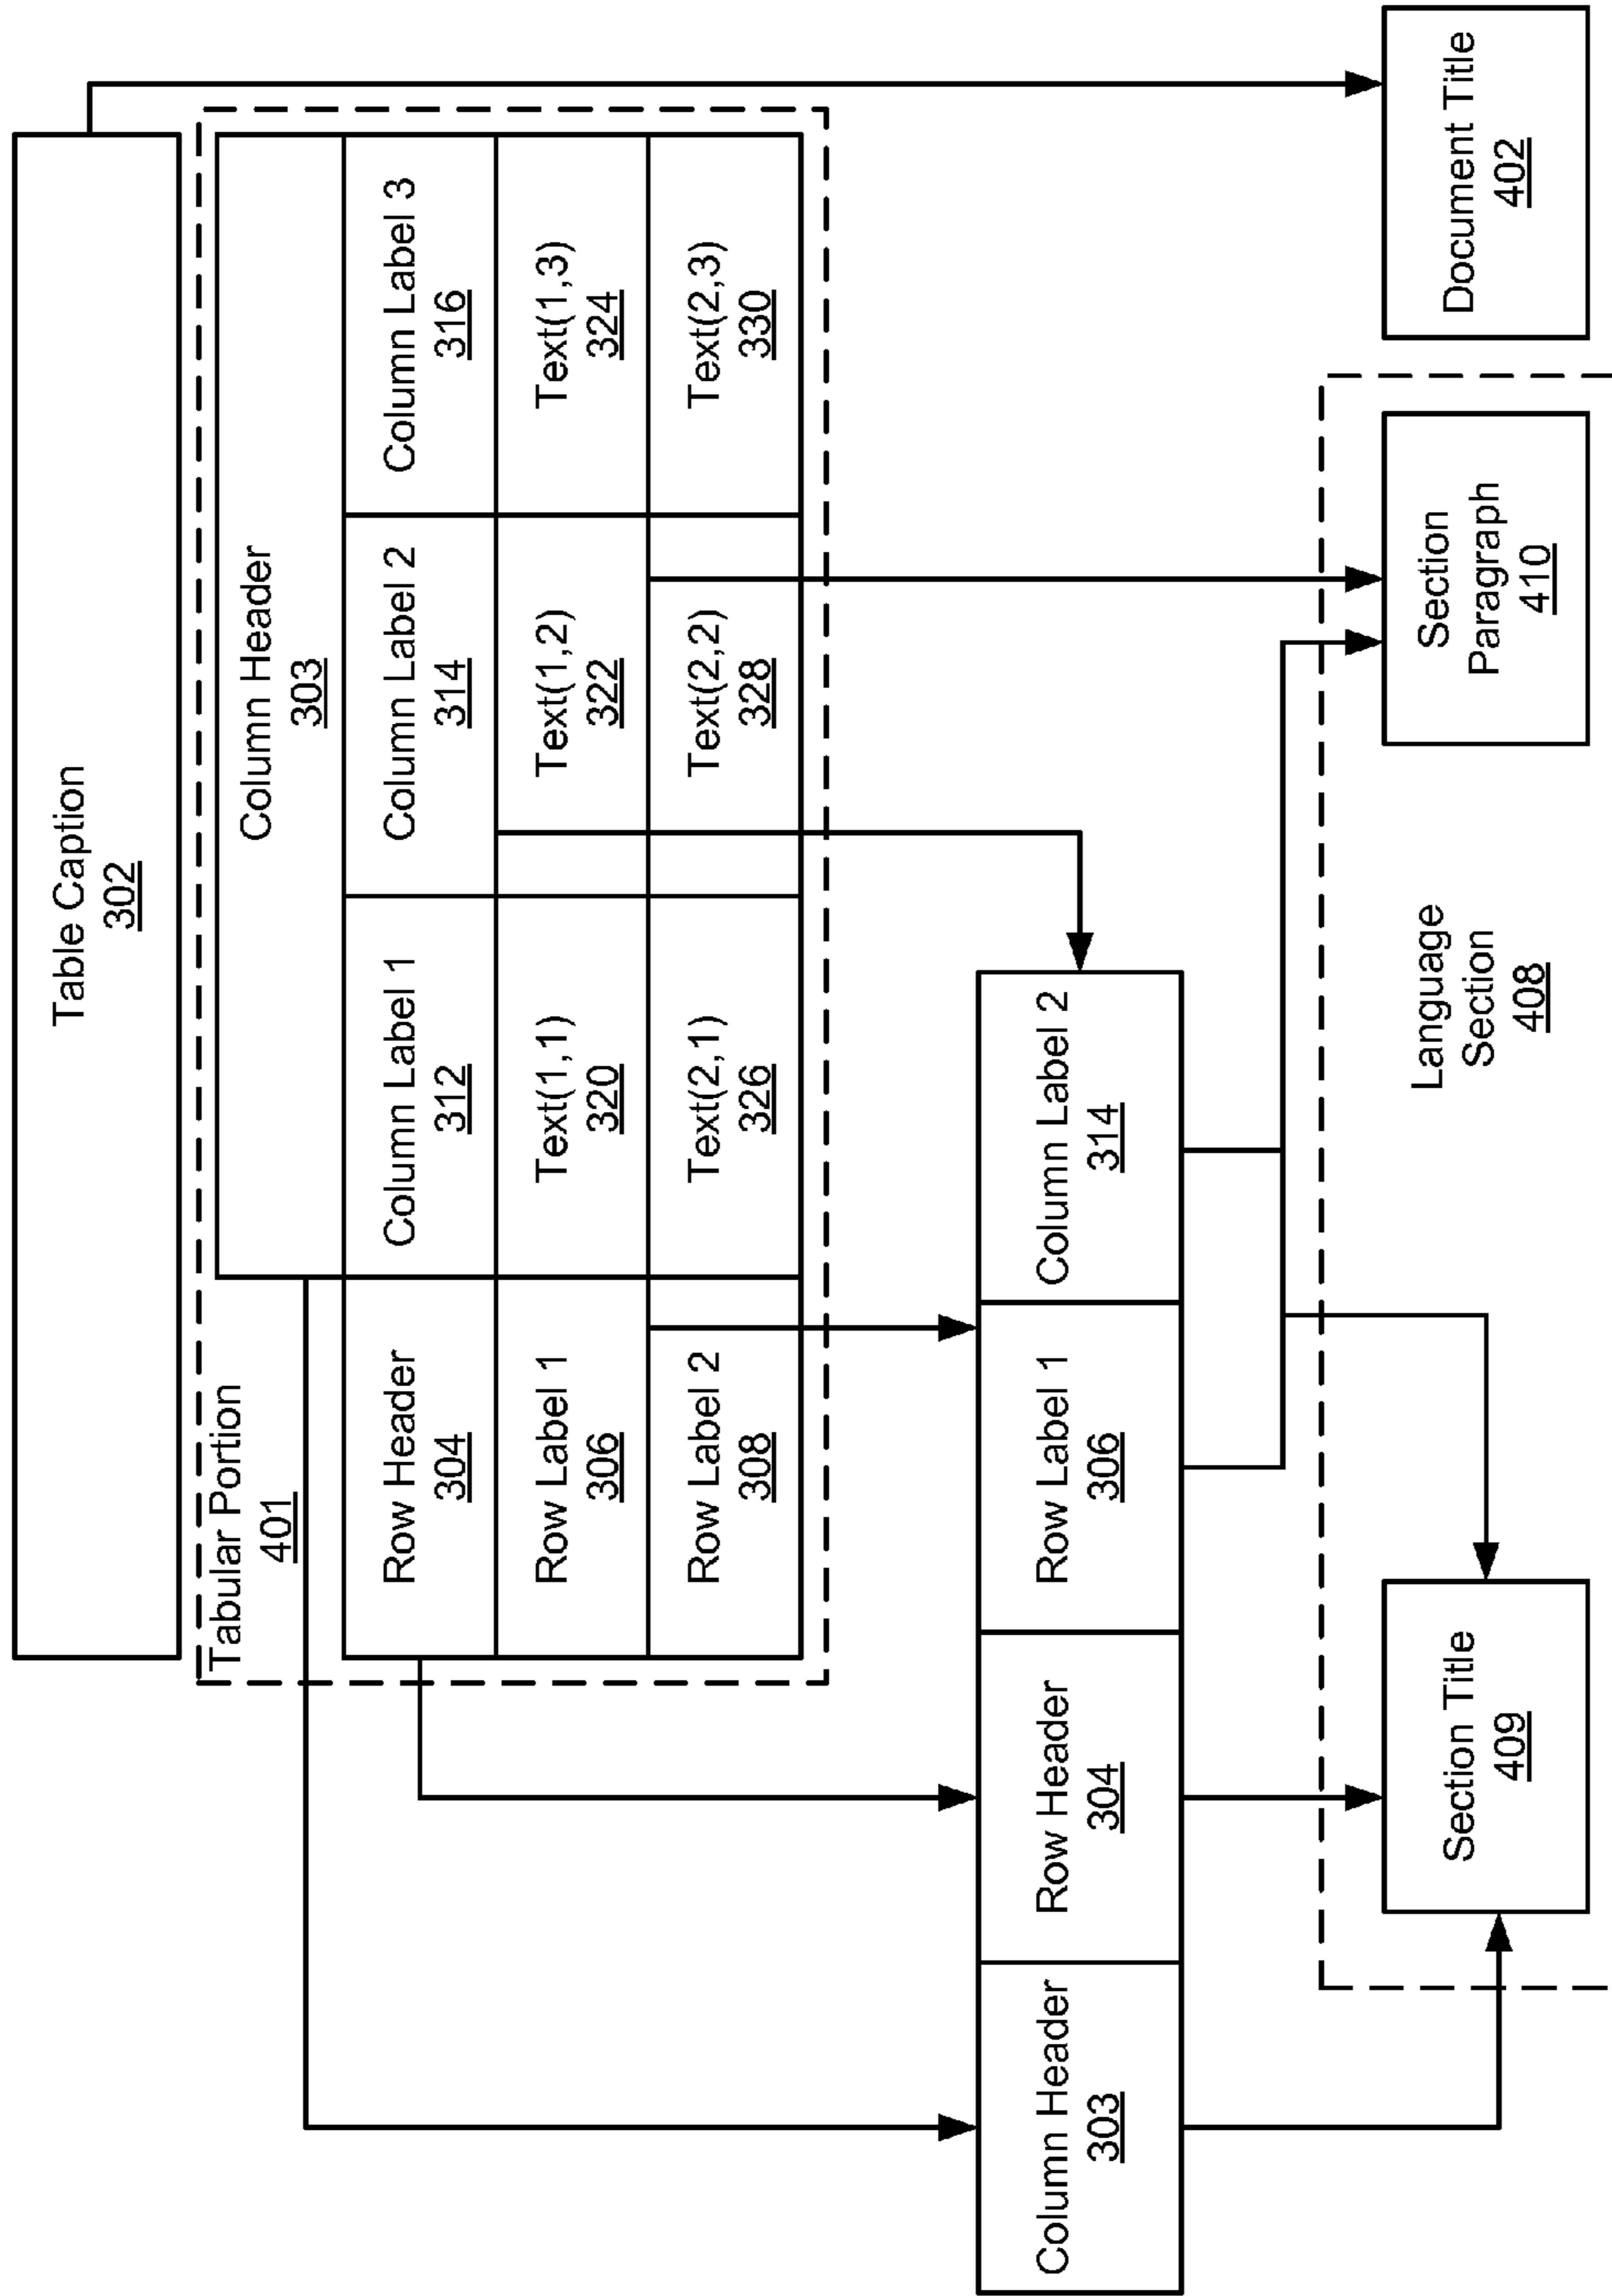 Table Caption
302
Tabular Portion
401
Column Header
303
Row Header
304
Column Label 1
312
Column Label 2
314
Column Label 3
316
Row Label 1
306
Text(1,1)
320
Text(1,2)
322
Text(1,3)
324
Row Label 2
308
Text(2,1)
326
Text(2,2)
328
Text(2,3)
330
Column Header
303
Row Header
304
Row Label 1
306
Column Label 2
314
Section Title
409
Language
Section
408
Section
Paragraph
410
Document Title
402